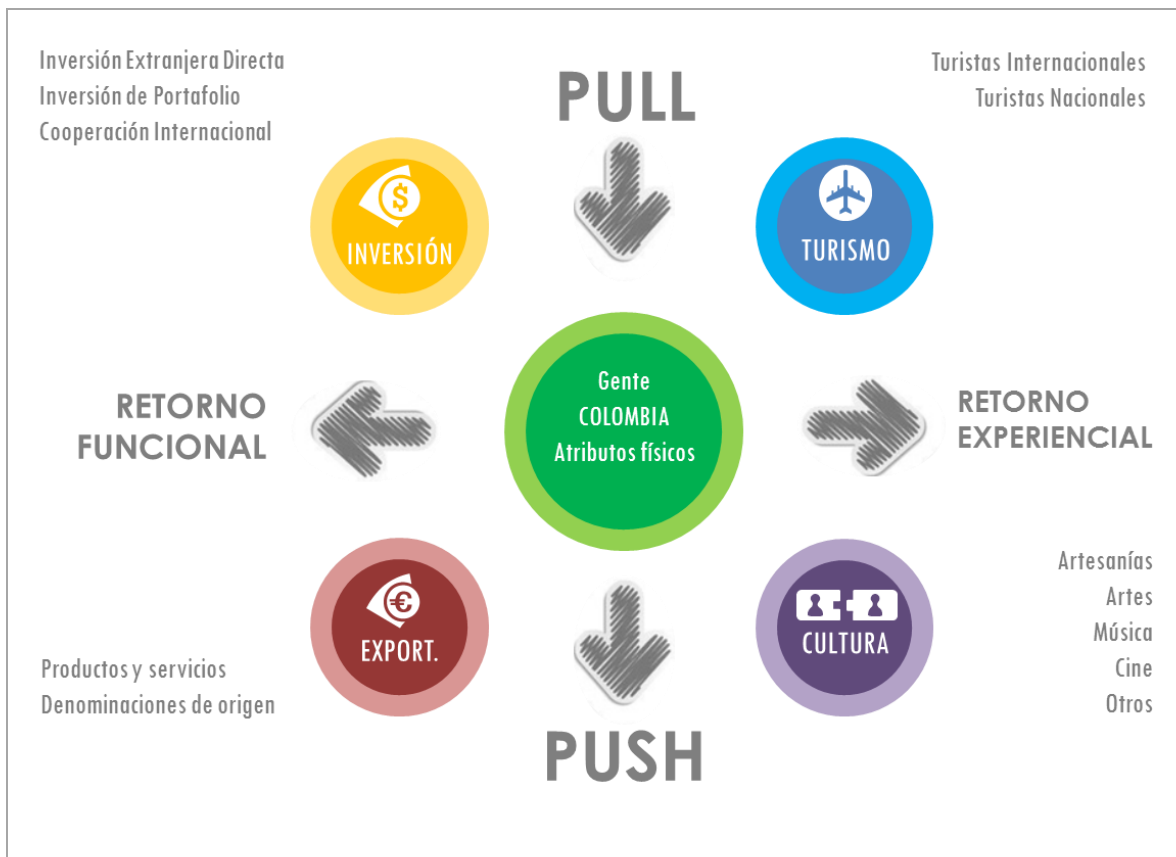 Inversión Extranjera Directa
Inversión de Portafolio
Cooperación Internacional
PULL
Turistas Internacionales
Turistas Nacionales
$
INVERSIÓN
TURISMO
RETORNO
FUNCIONAL
Gente
COLOMBIA
Atributos físicos
RETORNO
EXPERIENCIAL
€
EXPORT.
CULTURA
Productos y servicios
Denominaciones de origen
Artesanías
Artes
Música
Cine
Otros
PUSH